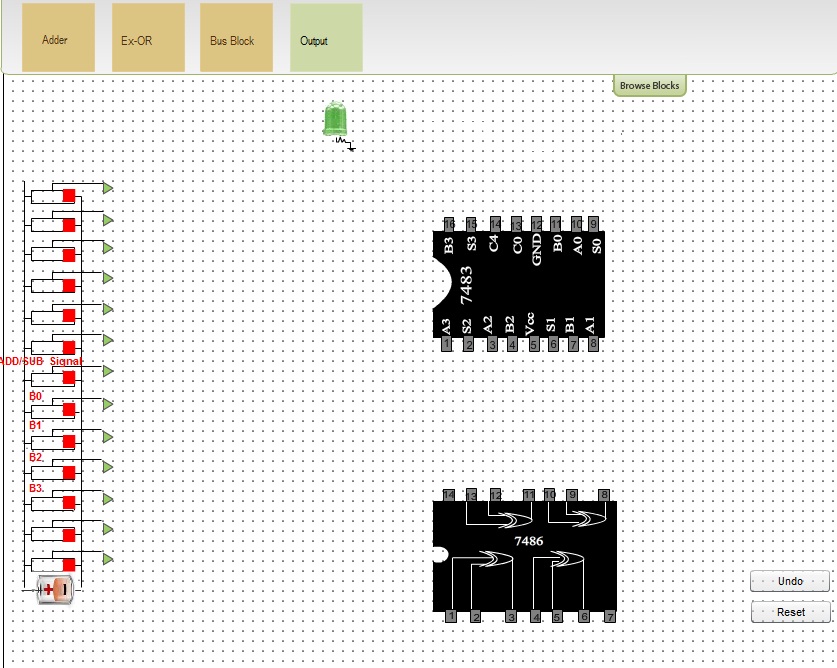 Adder Ex-OR Bus Block Output
Browse Blocks
16 15 14 13 12 11 10 9
B3 S3 C4 C0 GND B0 A0 S0
7483
A3 S2 A2 B2 Vcc S1 B1 A1
1 2 3 4 5 6 7 8
ADD/SUB Signal
B0
B1
B2
B3
14 13 12 11 10 9 8
7486
1 2 3 4 5 6 7
Undo
Reset